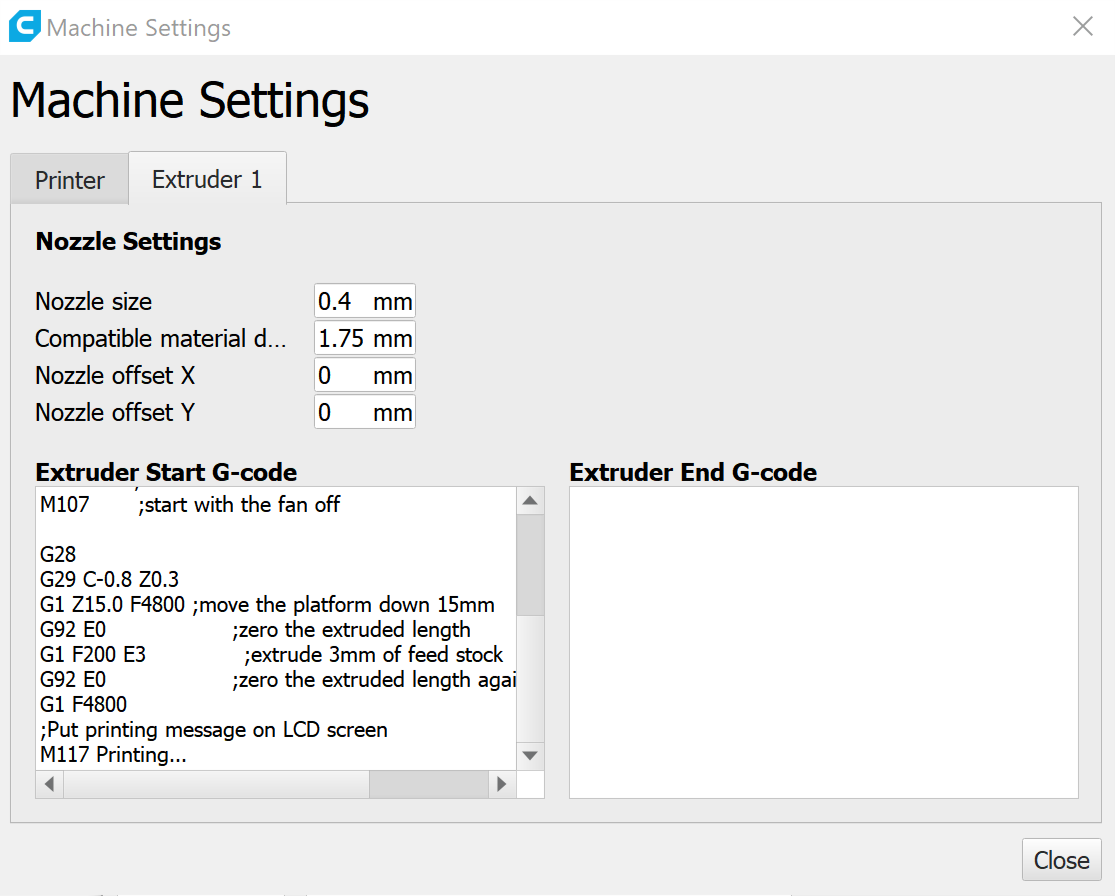 Machine Settings
Machine Settings
Printer
Extruder 1
Nozzle Settings
Nozzle size 0.4 mm
Compatible material d... 1.75 mm
Nozzle offset X 0 mm
Nozzle offset Y 0 mm
Extruder Start G-code
M107 ;start with the fan off
G28
G29 C-0.8 Z0.3
G1 Z15.0 F4800 ;move the platform down 15mm
G92 E0 ;zero the extruded length
G1 F200 E3 ;extrude 3mm of feed stock
G92 E0 ;zero the extruded length agai
G1 F4800
;Put printing message on LCD screen
M117 Printing...
Extruder End G-code
Close